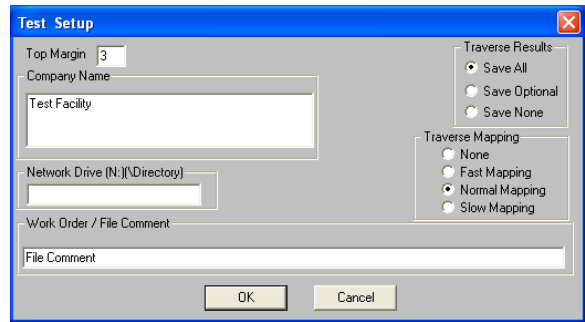 Test Setup
Top Margin 3
Company Name
Test Facility
Network Drive (N:)(\Directory)
Traverse Results
Save All
Save Optional
Save None
Traverse Mapping
None
Fast Mapping
Normal Mapping
Slow Mapping
Work Order / File Comment
File Comment
OK Cancel